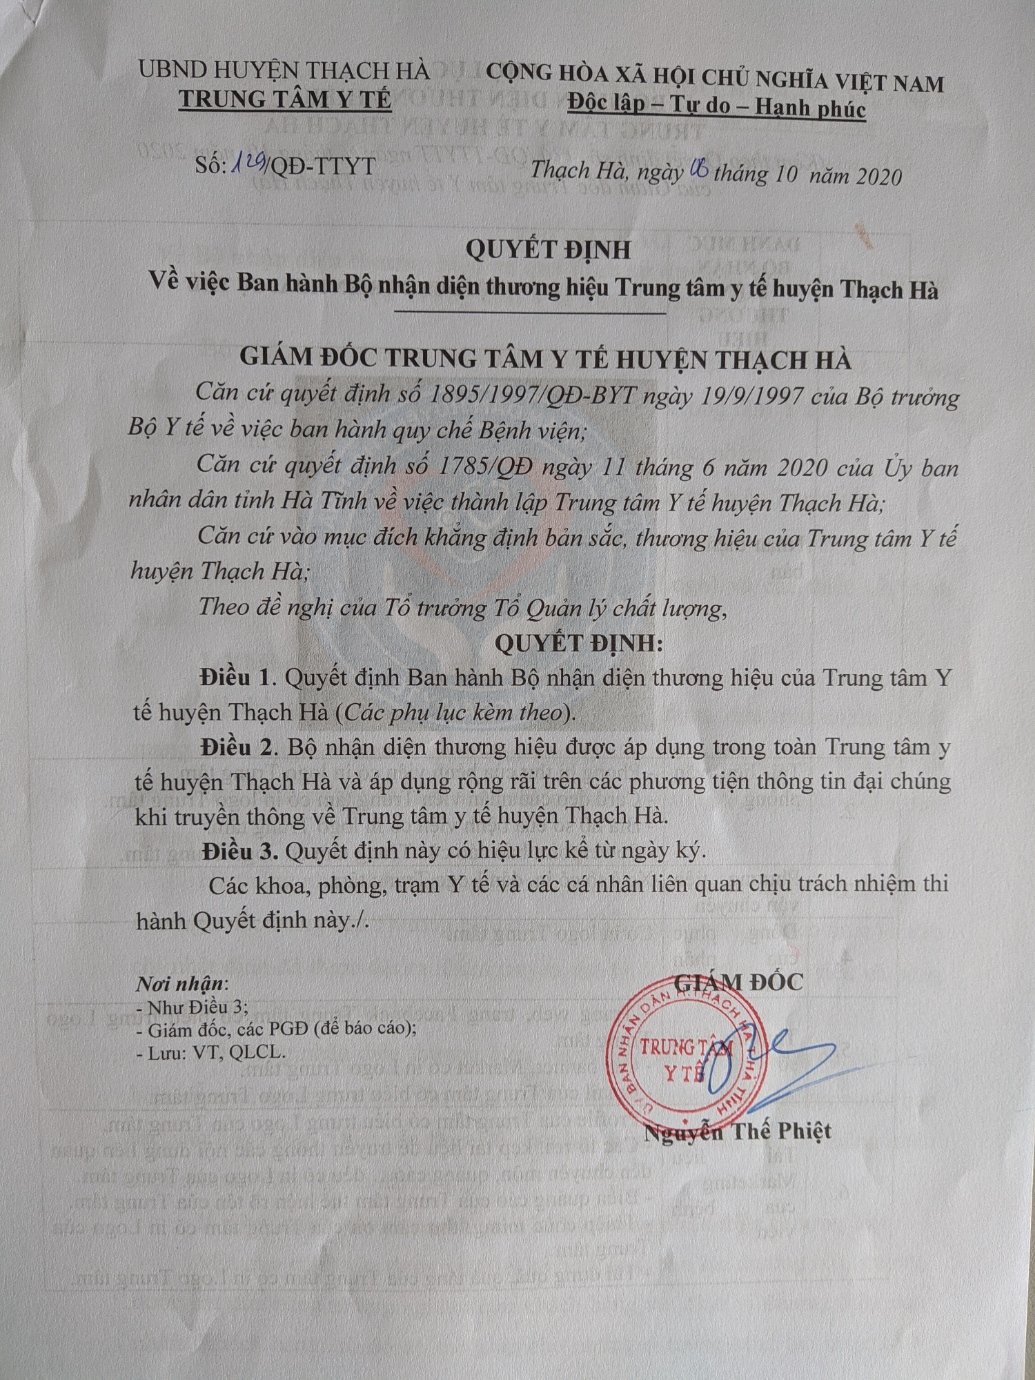 UBND HUYỆN THẠCH HÀ
TRUNG TÂM Y TẾ
CỘNG HÒA XÃ HỘI CHỦ NGHĨA VIỆT NAM
Độc lập – Tự do – Hạnh phúc
Số: 129/QĐ-TTYT
Thạch Hà, ngày 06 tháng 10 năm 2020
QUYẾT ĐỊNH
Về việc Ban hành Bộ nhận diện thương hiệu Trung tâm y tế huyện Thạch Hà
GIÁM ĐỐC TRUNG TÂM Y TẾ HUYỆN THẠCH HÀ
Căn cứ quyết định số 1895/1997/QĐ-BYT ngày 19/9/1997 của Bộ trưởng
Bộ Y tế về việc ban hành quy chế Bệnh viện;
Căn cứ quyết định số 1785/QĐ ngày 11 tháng 6 năm 2020 của Ủy ban
nhân dân tỉnh Hà Tĩnh về việc thành lập Trung tâm Y tế huyện Thạch Hà;
Căn cứ vào mục đích khẳng định bản sắc, thương hiệu của Trung tâm Y tế
huyện Thạch Hà;
Theo đề nghị của Tổ trưởng Tổ Quản lý chất lượng,
QUYẾT ĐỊNH:
Điều 1. Quyết định Ban hành Bộ nhận diện thương hiệu của Trung tâm Y
tế huyện Thạch Hà (Các phụ lục kèm theo).
Điều 2. Bộ nhận diện thương hiệu được áp dụng trong toàn Trung tâm y
tế huyện Thạch Hà và áp dụng rộng rãi trên các phương tiện thông tin đại chúng
khi truyền thông về Trung tâm y tế huyện Thạch Hà.
Điều 3. Quyết định này có hiệu lực kể từ ngày ký.
Các khoa, phòng, trạm Y tế và các cá nhân liên quan chịu trách nhiệm thi
hành Quyết định này./.
Nơi nhận:
- Như Điều 3;
- Giám đốc, các PGĐ (để báo cáo);
- Lưu: VT, QLCL.
GIÁM ĐỐC
ỦY BAN NHÂN DÂN H.THẠCH HÀ T.HÀ TĨNH
TRUNG TÂM
Y TẾ
Nguyễn Thế Phiệt